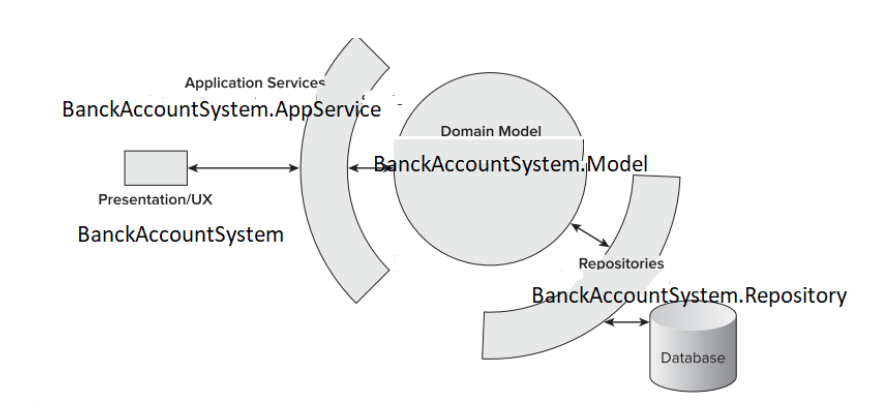 Application Services
BanckAccountSystem.AppService
Domain Model
BanckAccountSystem.Model
Presentation/UX
BanckAccountSystem
Repositories
BanckAccountSystem.Repository
Database